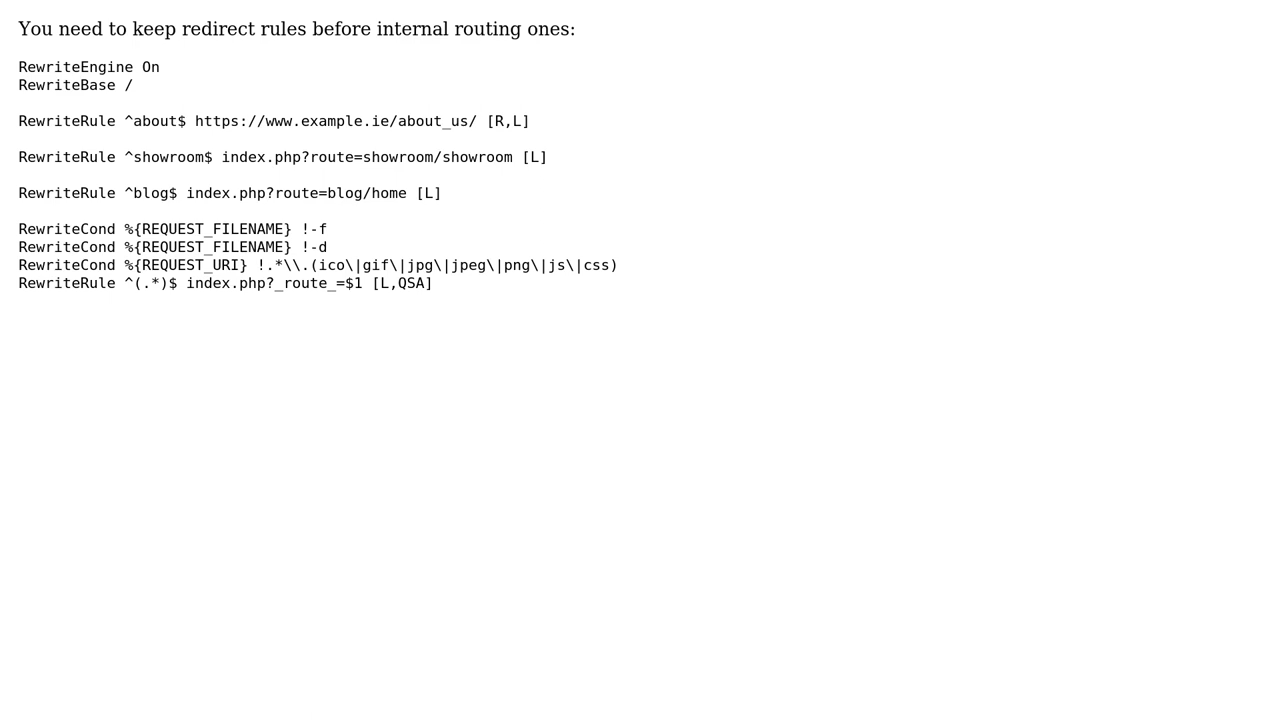 You need to keep redirect rules before internal routing ones:
RewriteEngine On
RewriteBase /
RewriteRule ^about$ https://www.example.ie/about_us/ [R,L]
RewriteRule ^showroom$ index.php?route=showroom/showroom [L]
RewriteRule ^blog$ index.php?route=blog/home [L]
RewriteCond %{REQUEST_FILENAME} !-f
RewriteCond %{REQUEST_FILENAME} !-d
RewriteCond %{REQUEST_URI} !.*\\.(ico\|gif\|jpg\|jpeg\|png\|js\|css)
RewriteRule ^(.*)$ index.php?_route_=$1 [L,QSA]